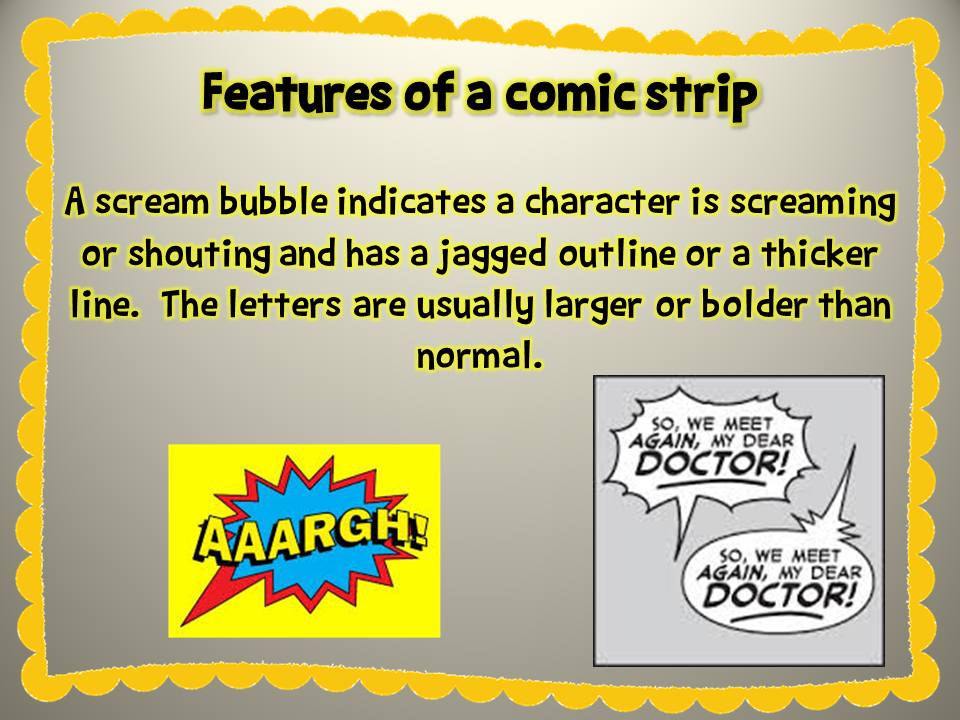 Features of a comic strip
A scream bubble indicates a character is screaming
or shouting and has a jagged outline or a thicker
line.  The letters are usually larger or bolder than
normal.
AAARGH!
SO, WE MEET
AGAIN, MY DEAR
DOCTOR!
SO, WE MEET
AGAIN, MY DEAR
DOCTOR!